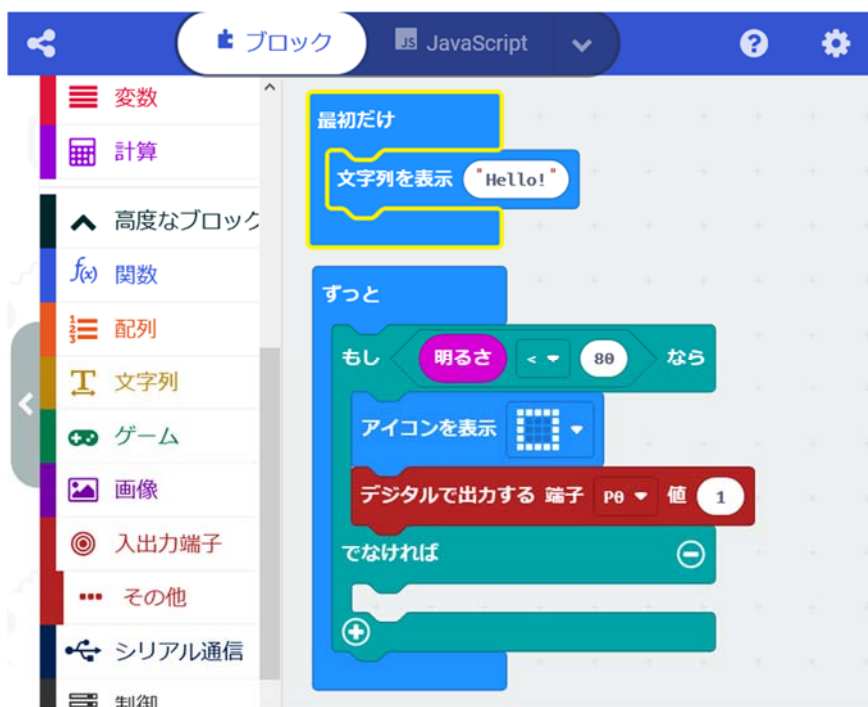 ブロック
JS JavaScript
変数
計算
高度なブロック
f(x) 関数
配列
文字列
ゲーム
画像
入出力端子
その他
シリアル通信
制御
最初だけ
文字列を表示 "Hello!"
ずっと
もし 明るさ < 80 なら
アイコンを表示
デジタルで出力する 端子 P0 値 1
でなければ